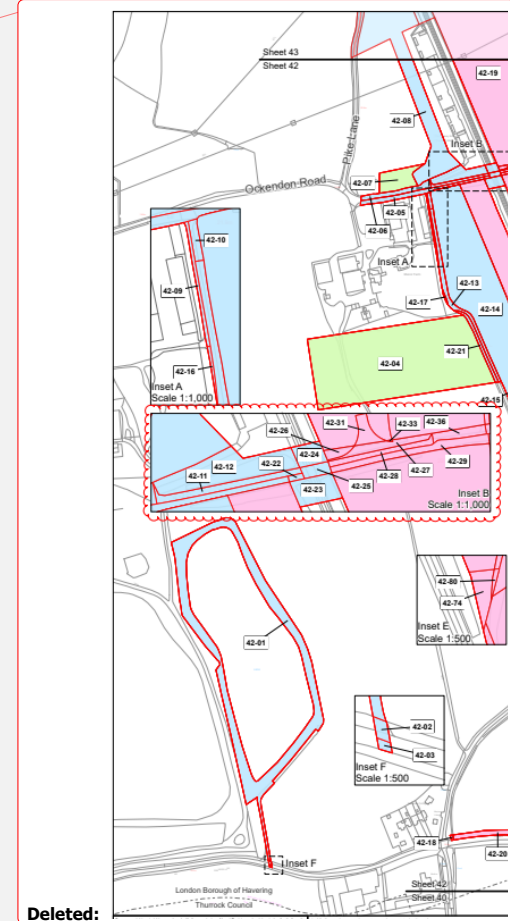 Sheet 43
Sheet 42
42-19
42-08
Pike Lane
Inset B
42-07
Ockendon Road
42-05
42-06
42-10
Inset A
42-09
42-13
42-17
42-14
42-04
42-21
42-16
Inset A
Scale 1:1,000
42-15
42-31
42-33
42-36
42-26
42-24
42-12
42-22
42-11
42-25
42-28
42-27
42-29
42-23
Inset B
Scale 1:1,000
42-80
42-74
42-01
Inset E
Scale 1:500
42-02
42-03
Inset F
Scale 1:500
42-18
42-20
Inset F
Sheet 42
Sheet 40
London Borough of Havering
Thurrock Council
Deleted: